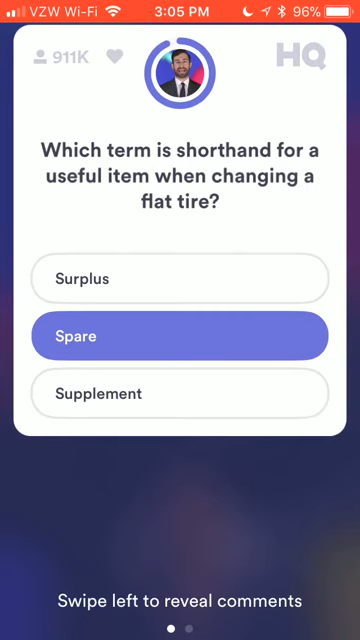 VZW Wi-Fi 3:05 PM 96%
911K HQ
Which term is shorthand for a
useful item when changing a
flat tire?
Surplus
Spare
Supplement
Swipe left to reveal comments